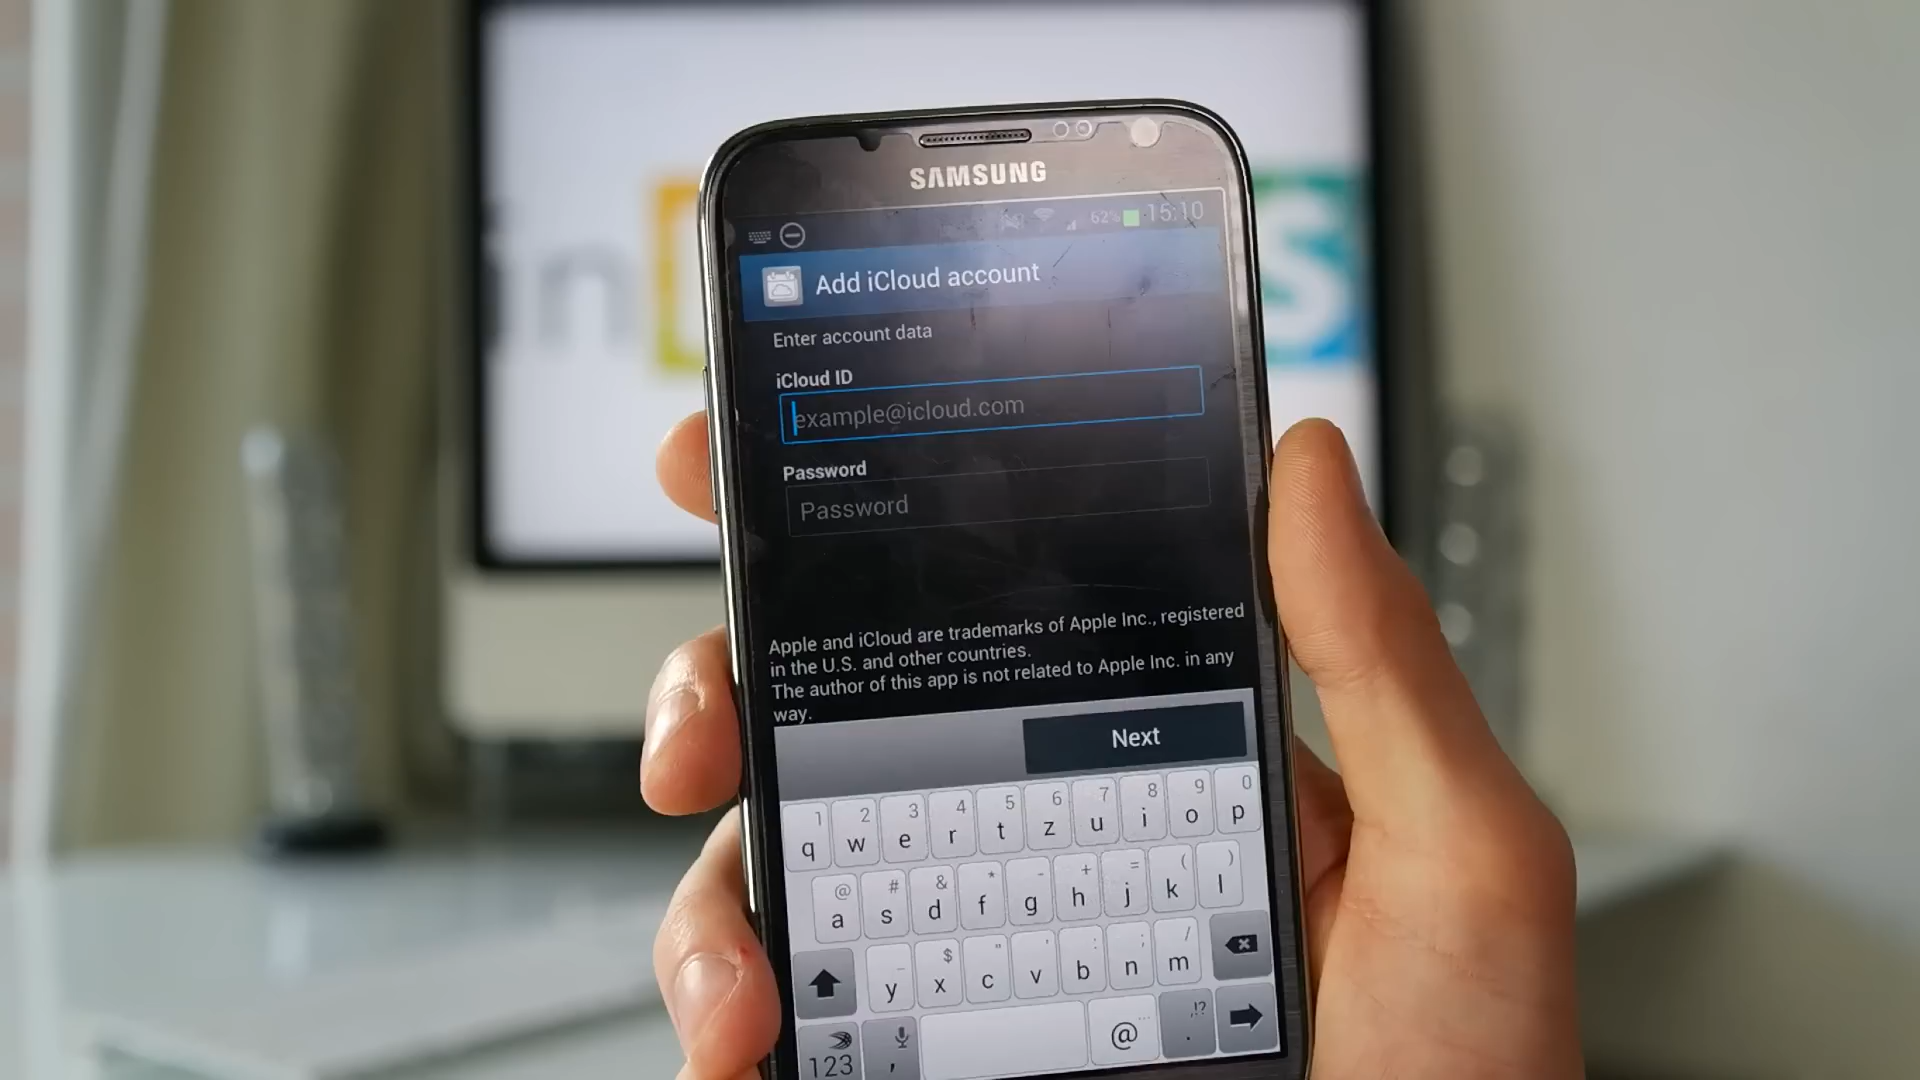 in
S
SAMSUNG
62% 15:10
Add iCloud account
Enter account data
iCloud ID
example@icloud.com
Password
Password
Apple and iCloud are trademarks of Apple Inc., registered
in the U.S. and other countries.
The author of this app is not related to Apple Inc. in any
way.
Next
1 2 3 4 5 6 7 8 9 0
q w e r t z u i o p
@ # & * - + = ( )
a s d f g h j k l
_ $ " ' : ; /
y x c v b n m
123 , @ . ,!?